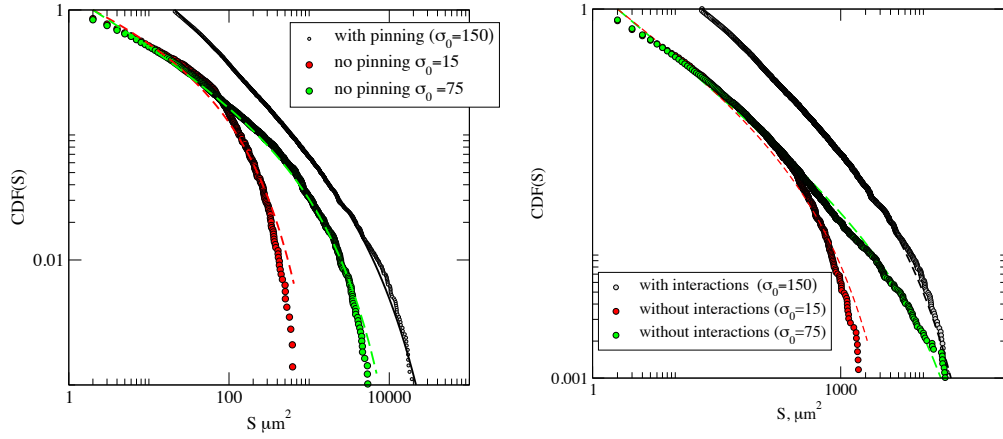 1
0.01
CDF(S)
1
100
10000
S μm²
with pinning (σ₀=150)
no pinning σ₀=15
no pinning σ₀ =75
1
0.001
CDF(S)
1
1000
S, μm²
with interactions (σ₀=150)
without interactions (σ₀=15)
without interactions (σ₀=75)